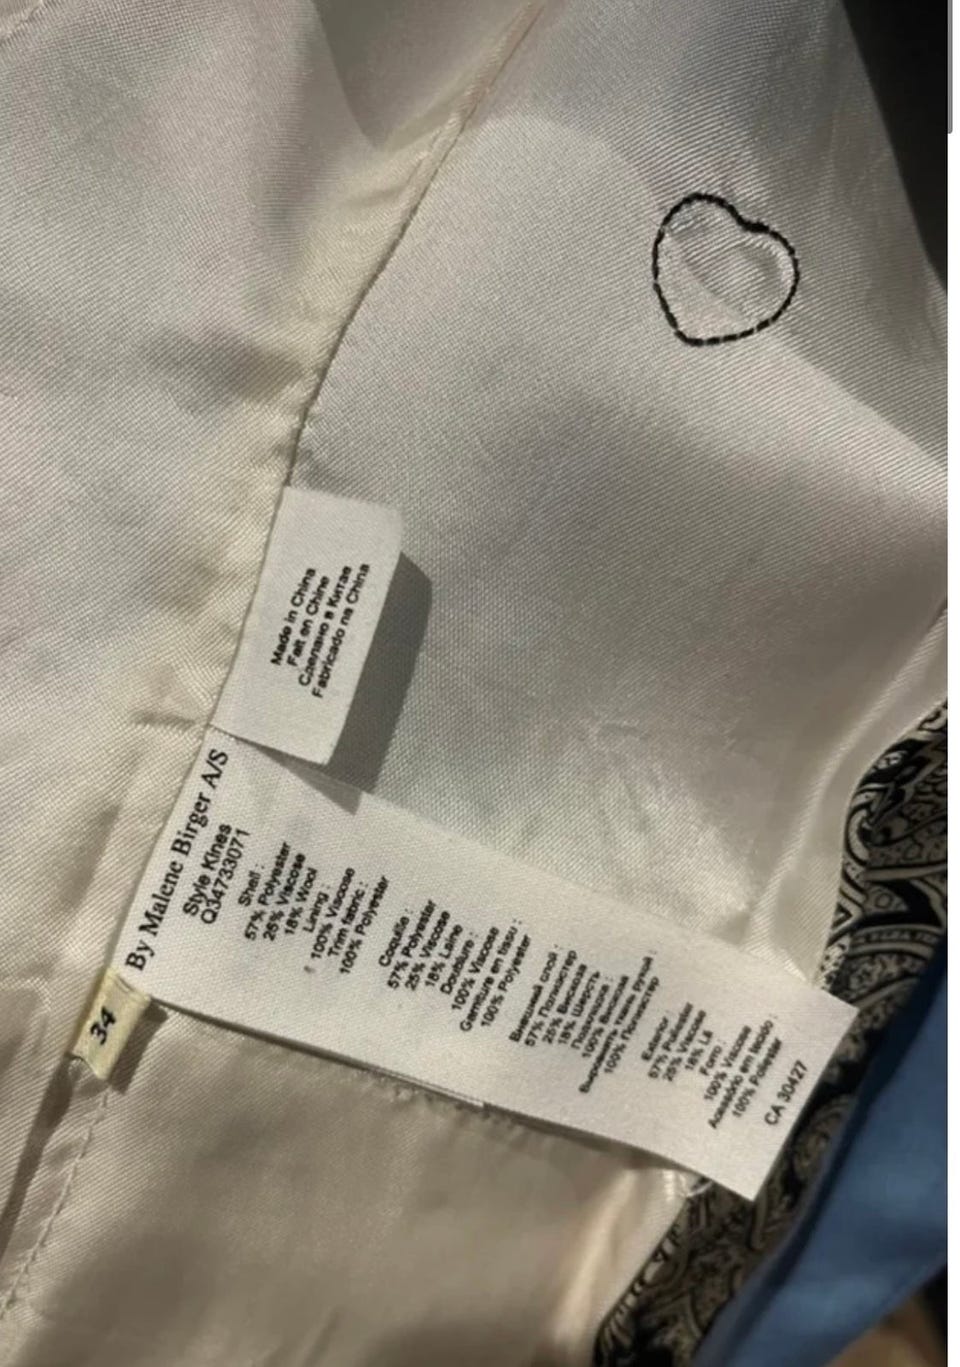 Made in China
Fait en Chine
Сделано в Китае
Fabricado na China
By Malene Birger A/S
Style Kines
Q34733071
Shell :
57% Polyester
25% Viscose
18% Wool
Lining :
100% Viscose
Trim fabric :
100% Polyester
Coquille :
57% Polyester
25% Viscose
18% Laine
Doublure :
100% Viscose
Garniture en tissu :
100% Polyester
Внешний слой :
57% Полиэстер
25% Вискоза
18% Шерсть
Подкладка :
100% Вискоза
100% Полиэстер
Exterior
57% Poliéster
25% Viscose
18% Lã
Forro :
100% Viscose
Acessório em tecido :
100% Poliéster
CA 30427
34